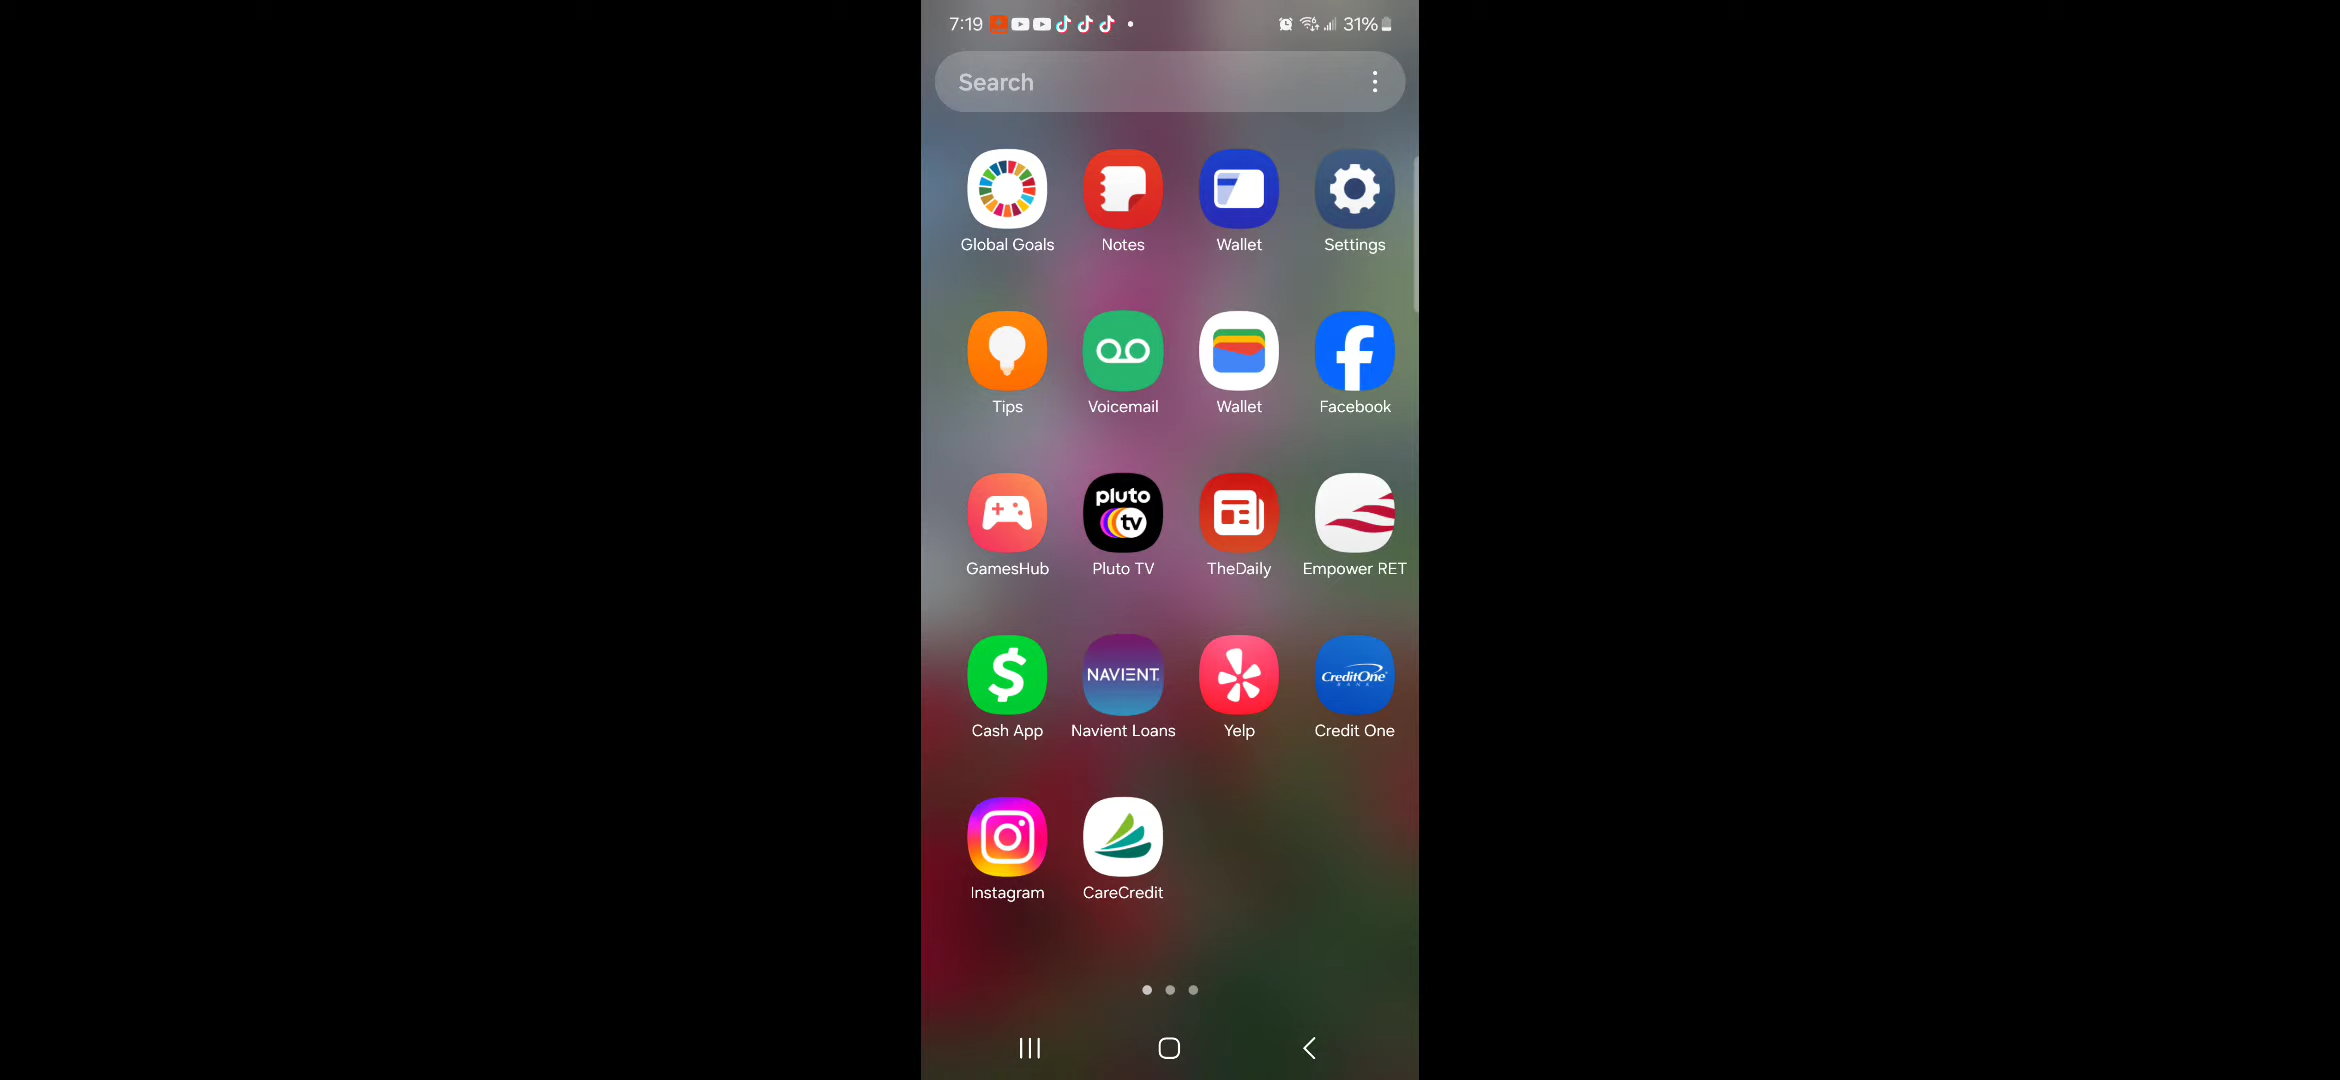 7:19 31%
Search
Global Goals Notes Wallet Settings
Tips Voicemail Wallet Facebook
pluto
tv
GamesHub Pluto TV TheDaily Empower RET
NAVIENT CreditOne
BANK
Cash App Navient Loans Yelp Credit One
Instagram CareCredit